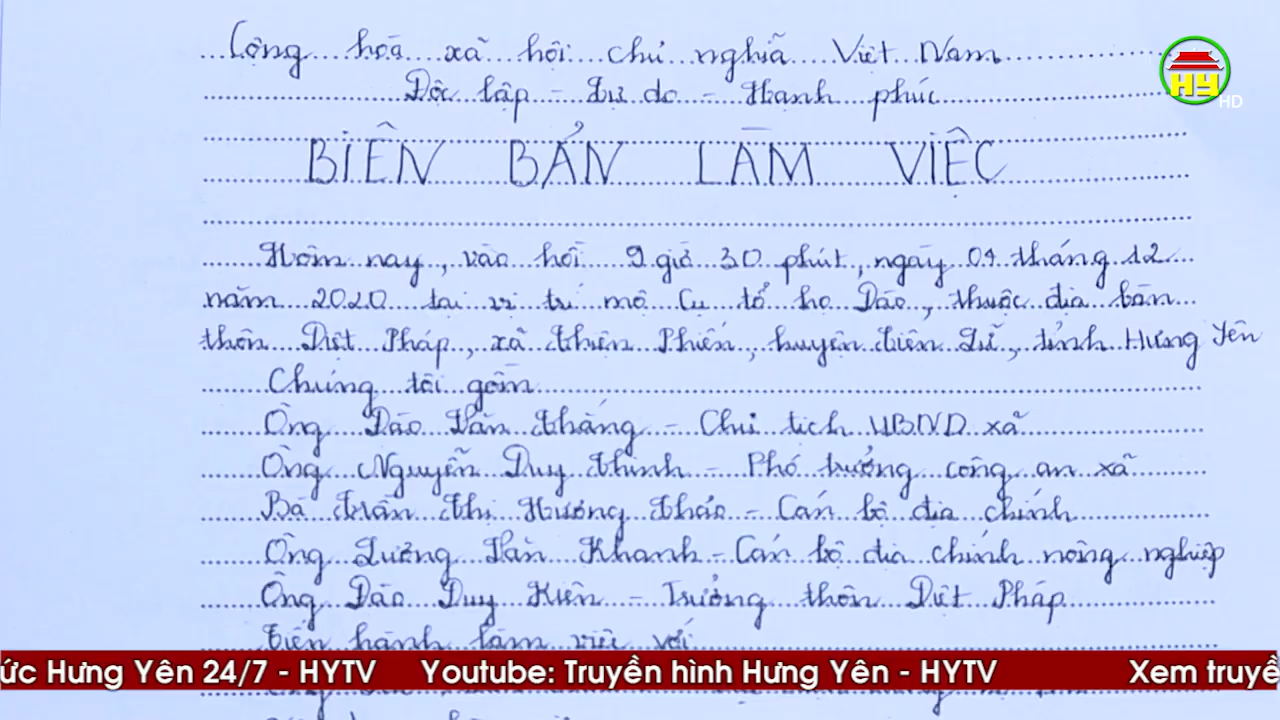 Cộng hoà xã hội chủ nghĩa Việt Nam
Độc lập - Tự do - Hạnh phúc
HY
HD
BIÊN BẢN LÀM VIỆC
Hôm nay, vào hồi 9 giờ 30 phút, ngày 04 tháng 12
năm 2020 tại vị trí mộ Cụ tổ họ Đào, thuộc địa bàn
thôn Diệt Pháp, xã Thiện Phiến, huyện Tiên Lữ, tỉnh Hưng Yên
Chúng tôi gồm
Ông Đào Văn Thắng - Chủ tịch UBND xã
Ông Nguyễn Duy Thinh - Phó trưởng công an xã
Bà Trần Thị Hương Thảo - Cán bộ địa chính
Ông Lương Văn Khanh - Cán bộ địa chính nông nghiệp
Ông Đào Duy Kiên - Trưởng thôn Diệt Pháp
Tiến hành làm việc với
ức Hưng Yên 24/7 - HYTV Youtube: Truyền hình Hưng Yên - HYTV Xem truyề